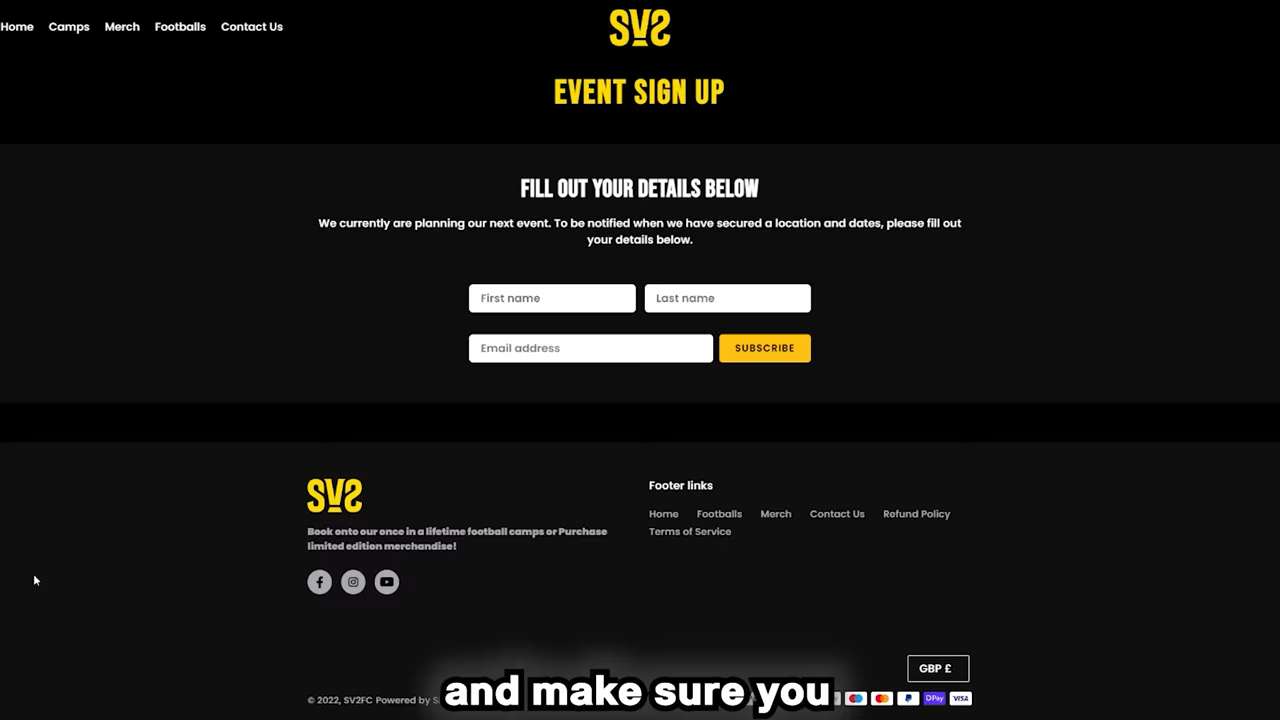 Home Camps Merch Footballs Contact Us
SV2
EVENT SIGN UP
FILL OUT YOUR DETAILS BELOW
We currently are planning our next event. To be notified when we have secured a location and dates, please fill out
your details below.
First name Last name
Email address SUBSCRIBE
SV2
Footer links
Home Footballs Merch Contact Us Refund Policy
Terms of Service
Book onto our once in a lifetime football camps or Purchase
limited edition merchandise!
GBP £
and make sure you
© 2022, SV2FC Powered by
DPay VISA